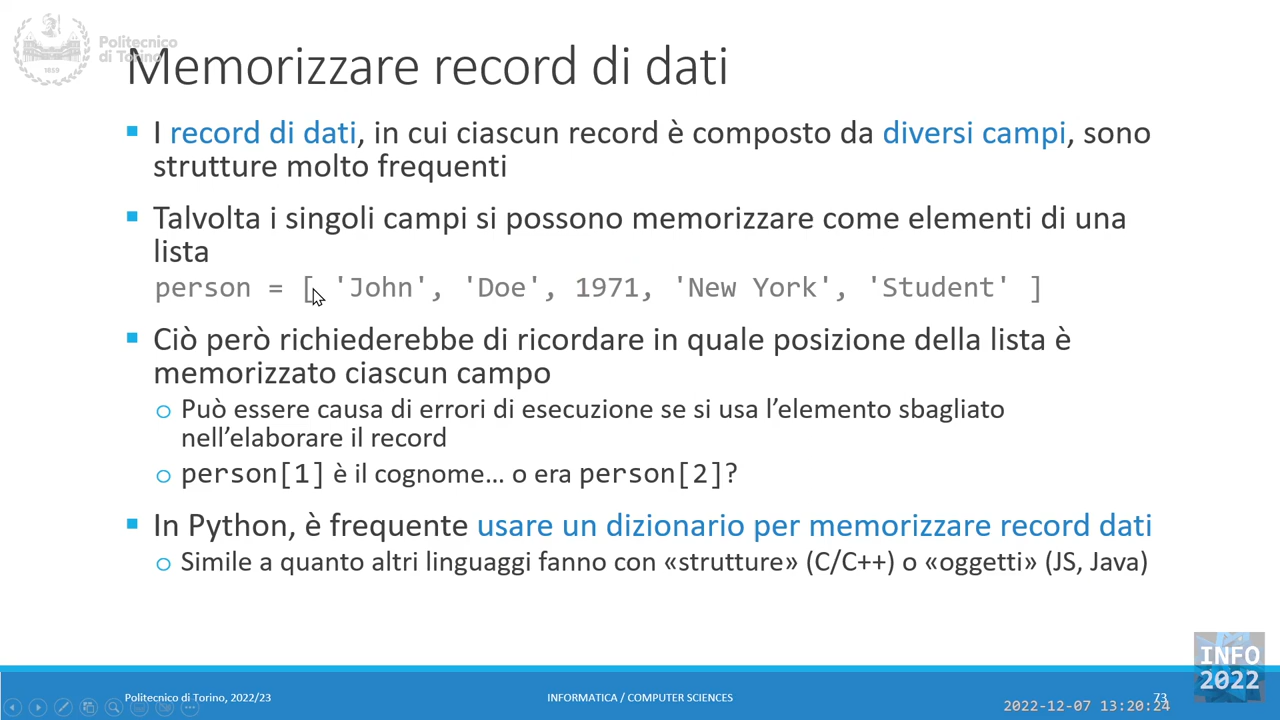 Politecnico
di Torino
1859
Memorizzare record di dati
I record di dati, in cui ciascun record è composto da diversi campi, sono
strutture molto frequenti
Talvolta i singoli campi si possono memorizzare come elementi di una
lista
person = [ 'John', 'Doe', 1971, 'New York', 'Student' ]
Ciò però richiederebbe di ricordare in quale posizione della lista è
memorizzato ciascun campo
Può essere causa di errori di esecuzione se si usa l’elemento sbagliato
nell’elaborare il record
person[1] è il cognome… o era person[2]?
In Python, è frequente usare un dizionario per memorizzare record dati
Simile a quanto altri linguaggi fanno con «strutture» (C/C++) o «oggetti» (JS, Java)
INFO
2022
Politecnico di Torino, 2022/23
INFORMATICA / COMPUTER SCIENCES
73
2022-12-07 13:20:24